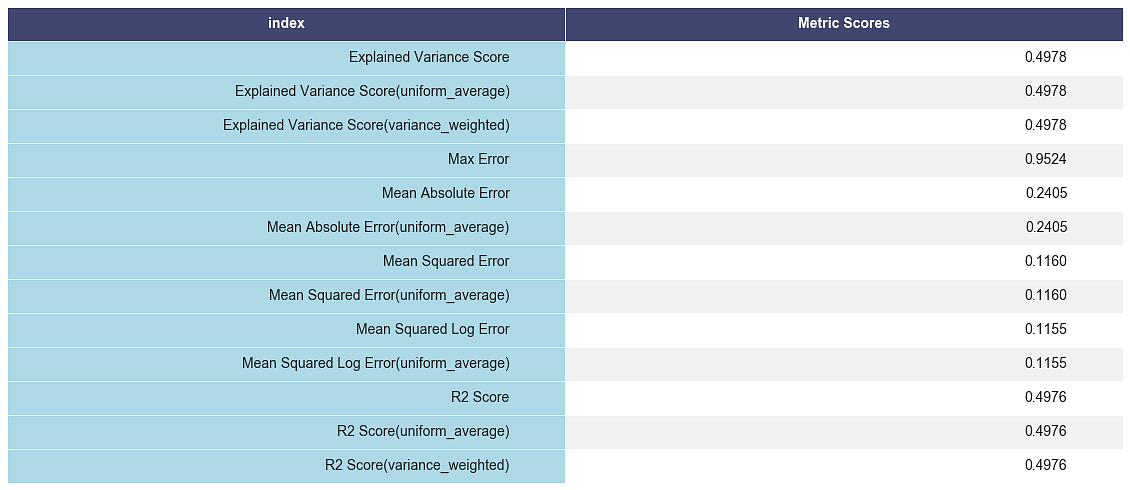 index Metric Scores
Explained Variance Score 0.4978
Explained Variance Score(uniform_average) 0.4978
Explained Variance Score(variance_weighted) 0.4978
Max Error 0.9524
Mean Absolute Error 0.2405
Mean Absolute Error(uniform_average) 0.2405
Mean Squared Error 0.1160
Mean Squared Error(uniform_average) 0.1160
Mean Squared Log Error 0.1155
Mean Squared Log Error(uniform_average) 0.1155
R2 Score 0.4976
R2 Score(uniform_average) 0.4976
R2 Score(variance_weighted) 0.4976